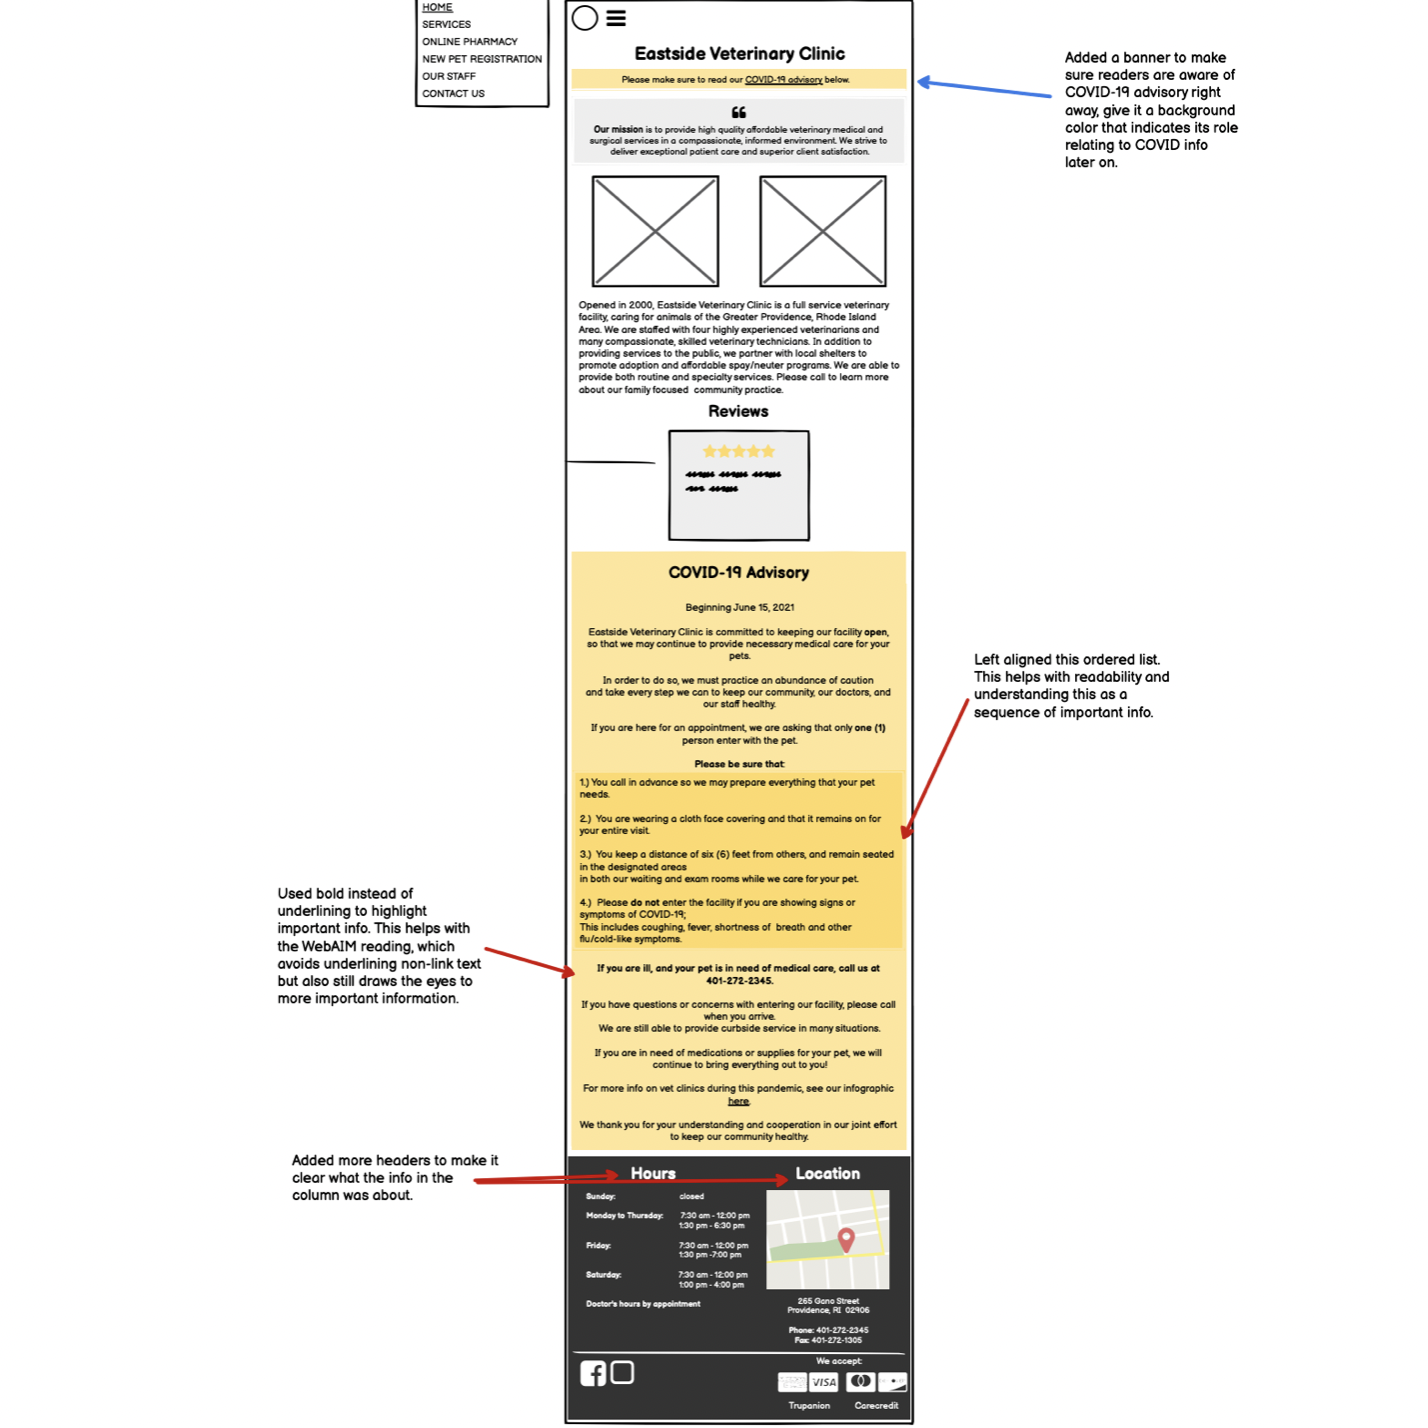 HOME
SERVICES
ONLINE PHARMACY
NEW PET REGISTRATION
OUR STAFF
CONTACT US
Eastside Veterinary Clinic
Please make sure to read our COVID-19 advisory below.
Added a banner to make
sure readers are aware of
COVID-19 advisory right
away, give it a background
color that indicates its role
relating to COVID info
later on.
❝
Our mission is to provide high quality affordable veterinary medical and
surgical services in a compassionate, informed environment. We strive to
deliver exceptional patient care and superior client satisfaction.
Opened in 2000, Eastside Veterinary Clinic is a full service veterinary
facility, caring for animals of the Greater Providence, Rhode Island
Area. We are staffed with four highly experienced veterinarians and
many compassionate, skilled veterinary technicians. In addition to
providing services to the public, we partner with local shelters to
promote adoption and affordable spay/neuter programs. We are able to
provide both routine and specialty services. Please call to learn more
about our family focused  community practice.
Reviews
COVID-19 Advisory
Beginning June 15, 2021
Eastside Veterinary Clinic is committed to keeping our facility open,
so that we may continue to provide necessary medical care for your
pets.
In order to do so, we must practice an abundance of caution
and take every step we can to keep our community, our doctors, and
our staff healthy.
If you are here for an appointment, we are asking that only one (1)
person enter with the pet.
Please be sure that:
Left aligned this ordered list.
This helps with readability and
understanding this as a
sequence of important info.
1.) You call in advance so we may prepare everything that your pet
needs.
2.)  You are wearing a cloth face covering and that it remains on for
your entire visit.
3.)  You keep a distance of six (6) feet from others, and remain seated
in the designated areas
in both our waiting and exam rooms while we care for your pet.
4.)  Please do not enter the facility if you are showing signs or
symptoms of COVID-19;
This includes coughing, fever, shortness of  breath and other
flu/cold-like symptoms.
Used bold instead of
underlining to highlight
important info. This helps with
the WebAIM reading, which
avoids underlining non-link text
but also still draws the eyes to
more important information.
If you are ill, and your pet is in need of medical care, call us at
401-272-2345.
If you have questions or concerns with entering our facility, please call
when you arrive.
We are still able to provide curbside service in many situations.
If you are in need of medications or supplies for your pet, we will
continue to bring everything out to you!
For more info on vet clinics during this pandemic, see our infographic
here.
We thank you for your understanding and cooperation in our joint effort
to keep our community healthy.
Added more headers to make it
clear what the info in the
column was about.
Hours
Sunday: closed
Monday to Thursday: 7:30 am - 12:00 pm
1:30 pm - 6:30 pm
Friday: 7:30 am - 12:00 pm
1:30 pm -7:00 pm
Saturday: 7:30 am - 12:00 pm
1:00 pm - 4:00 pm
Doctor's hours by appointment
Location
265 Gano Street
Providence, RI  02906
Phone: 401-272-2345
Fax: 401-272-1305
We accept:
VISA
Trupanion Carecredit